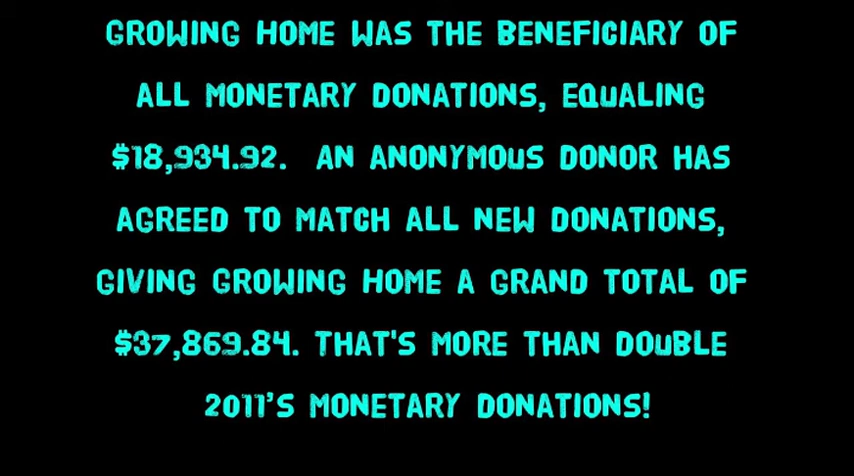 GROWING HOME WAS THE BENEFICIARY OF
ALL MONETARY DONATIONS, EQUALING
$18,934.92. AN ANONYMOUS DONOR HAS
AGREED TO MATCH ALL NEW DONATIONS,
GIVING GROWING HOME A GRAND TOTAL OF
$37,869.84. THAT'S MORE THAN DOUBLE
2011'S MONETARY DONATIONS!